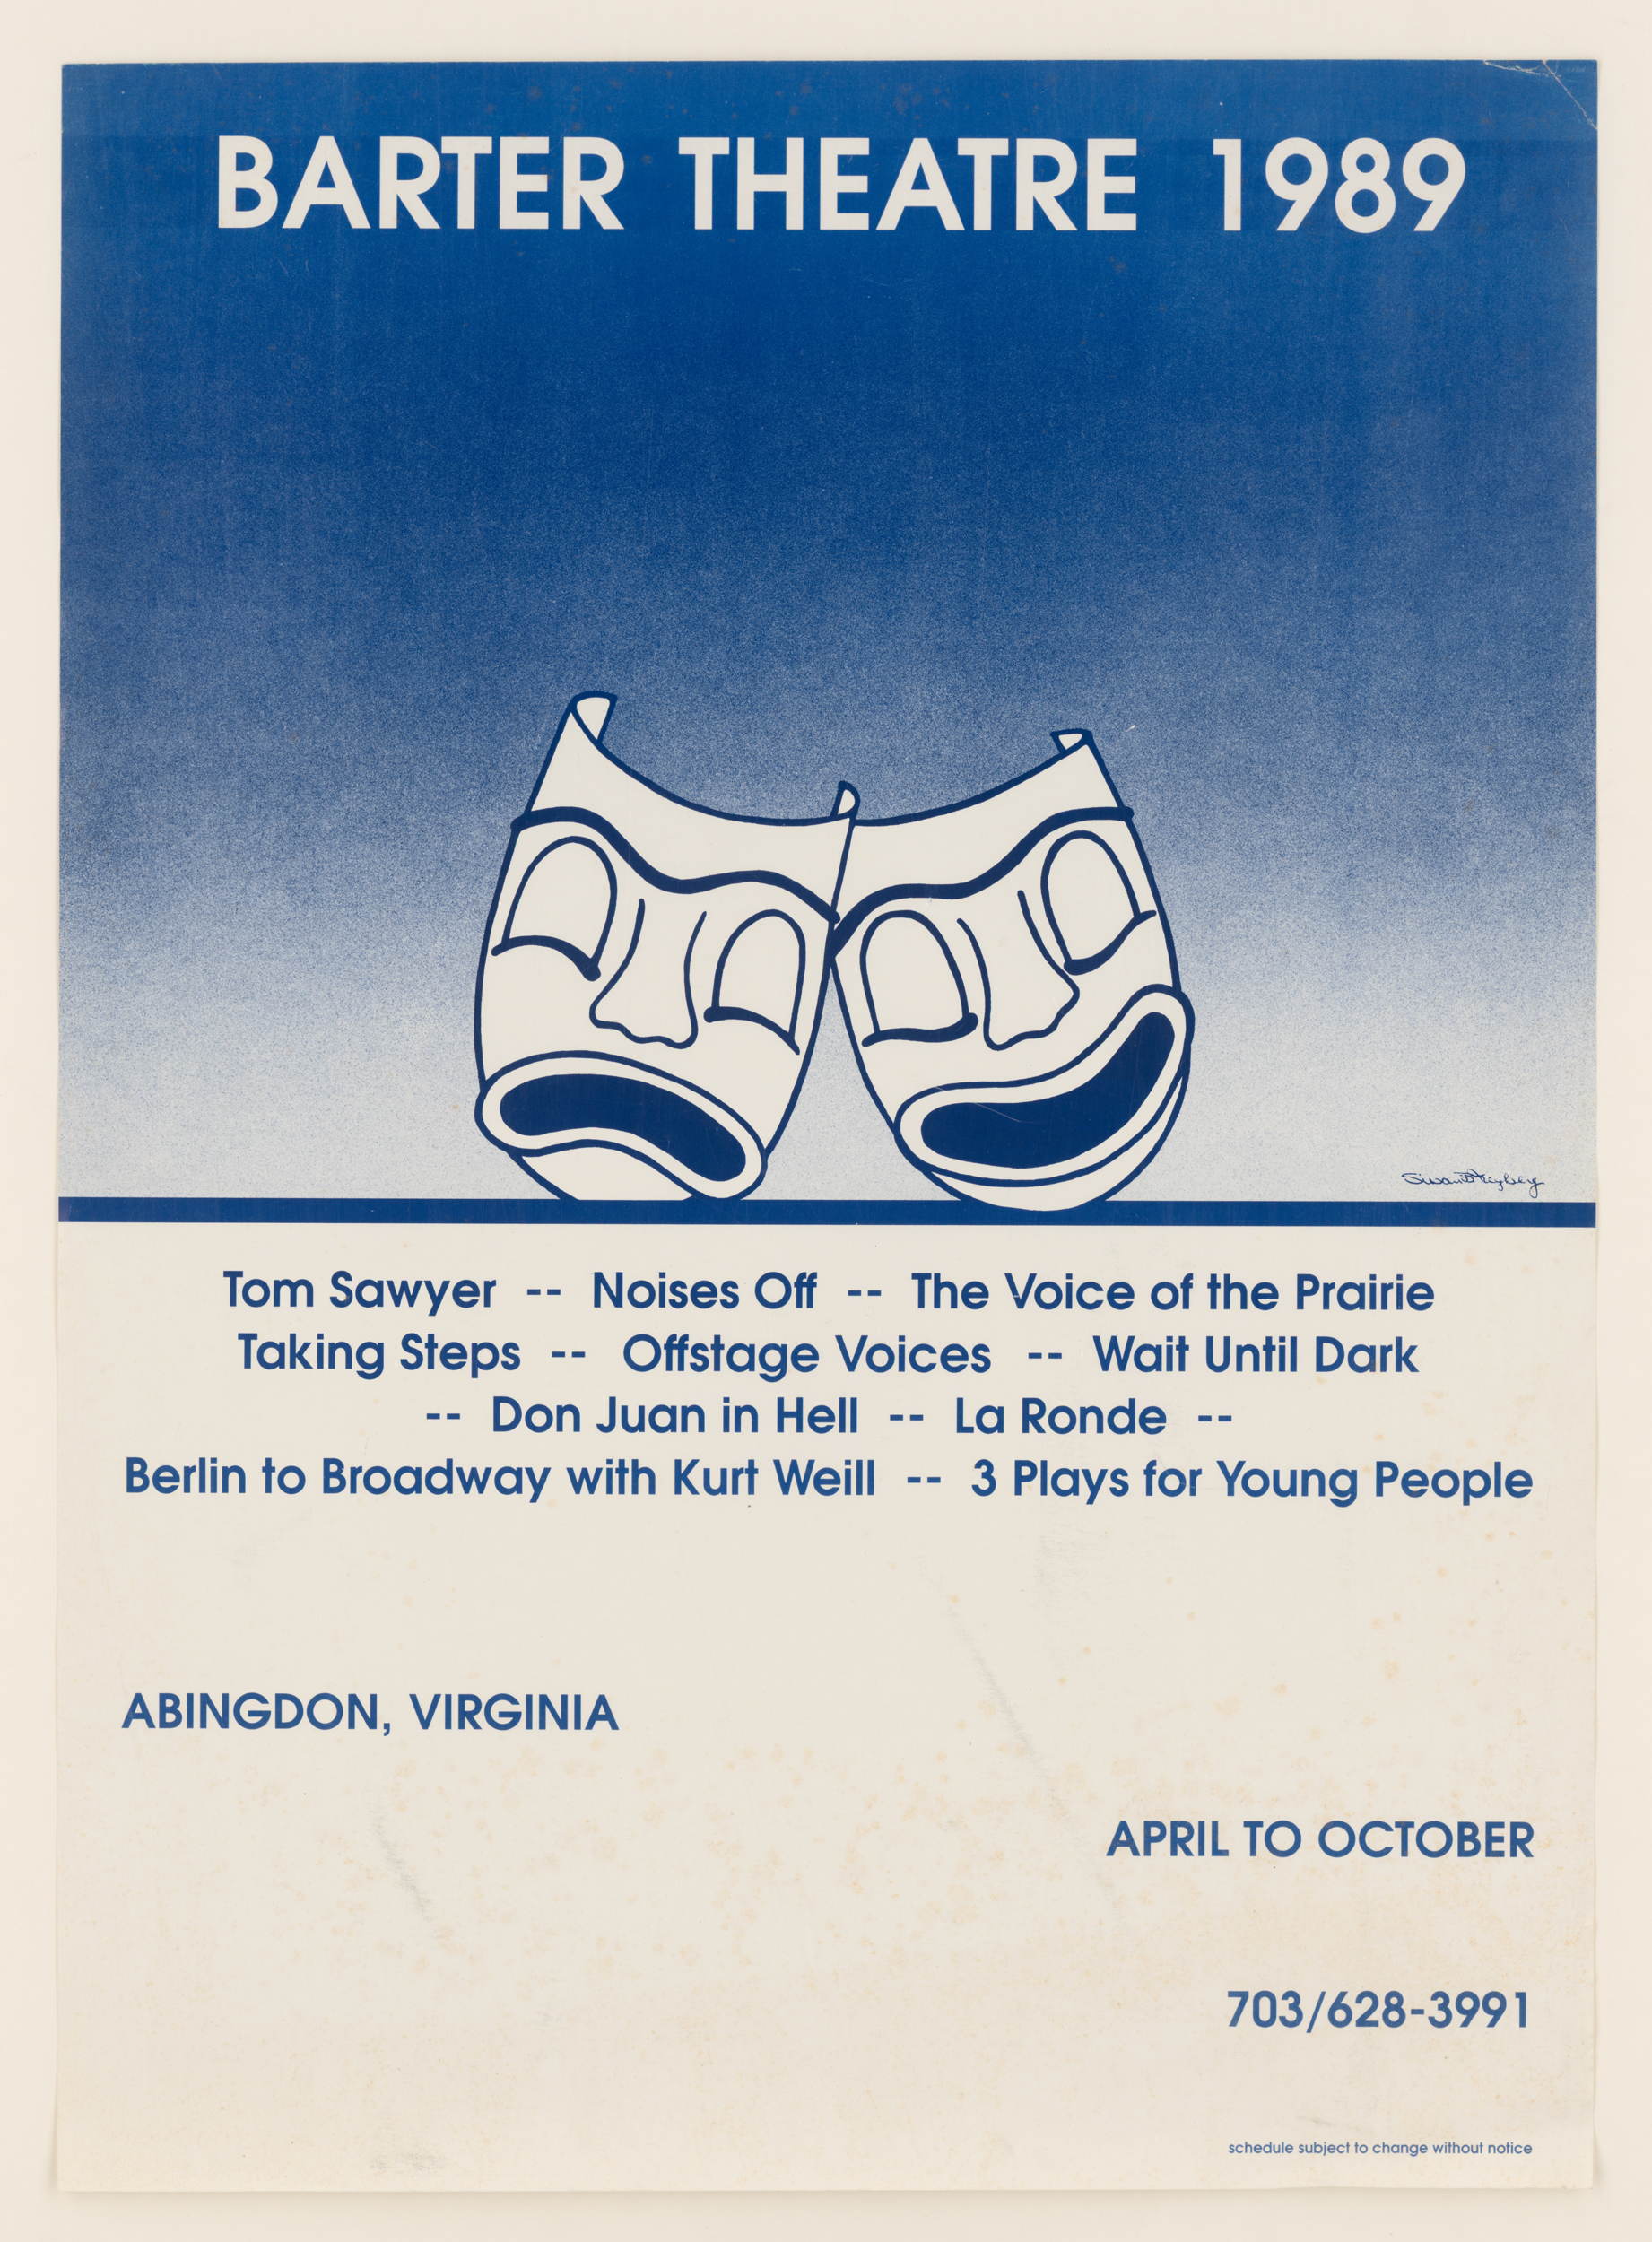 BARTER THEATRE 1989
Tom Sawyer -- Noises Off -- The Voice of the Prairie
Taking Steps -- Offstage Voices -- Wait Until Dark
-- Don Juan in Hell -- La Ronde --
Berlin to Broadway with Kurt Weill -- 3 Plays for Young People
ABINGDON, VIRGINIA
APRIL TO OCTOBER
703/628-3991
schedule subject to change without notice